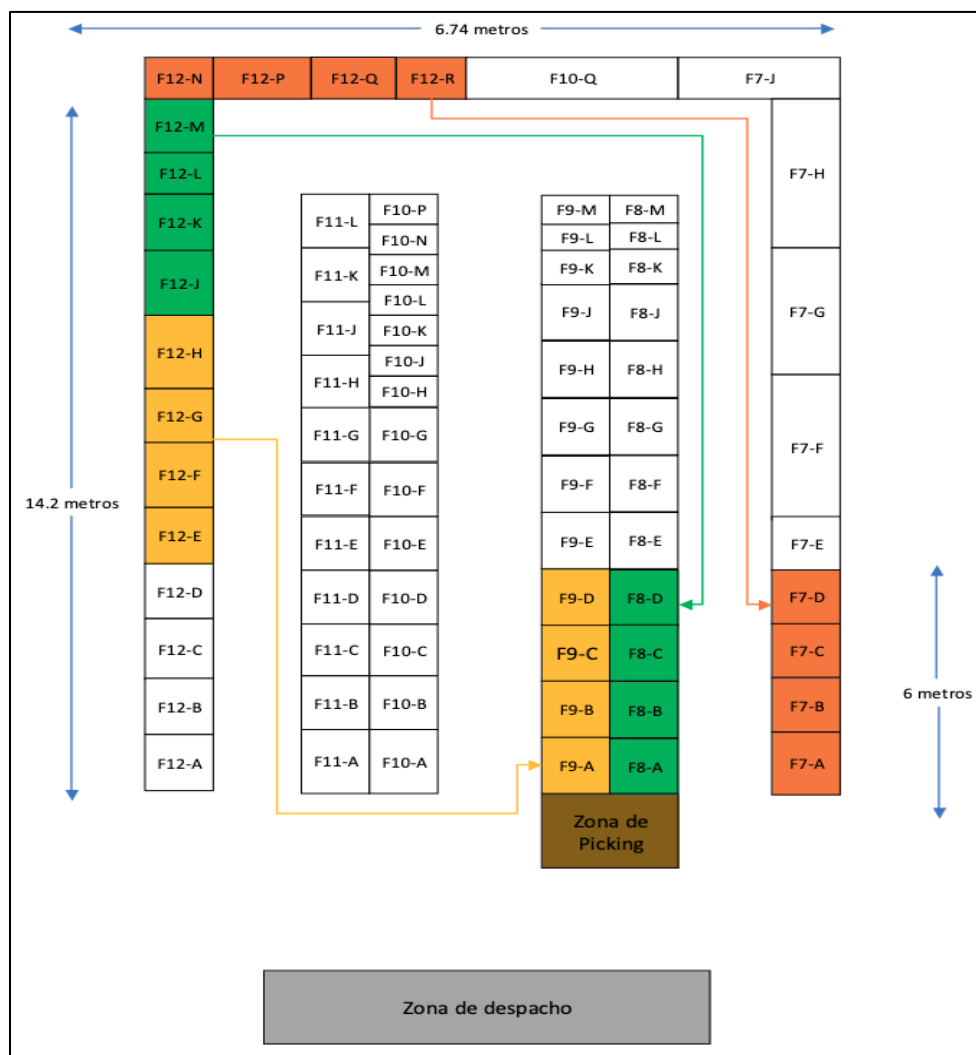 6.74 metros
F12-N
F12-P
F12-Q
F12-R
F10-Q
F7-J
F12-M
F12-L
F12-K
F12-J
F12-H
F12-G
F12-F
F12-E
F12-D
F12-C
F12-B
F12-A
14.2 metros
F11-L
F11-K
F11-J
F11-H
F11-G
F11-F
F11-E
F11-D
F11-C
F11-B
F11-A
F10-P
F10-N
F10-M
F10-L
F10-K
F10-J
F10-H
F10-G
F10-F
F10-E
F10-D
F10-C
F10-B
F10-A
F9-M
F9-L
F9-K
F9-J
F9-H
F9-G
F9-F
F9-E
F9-D
F9-C
F9-B
F9-A
F8-M
F8-L
F8-K
F8-J
F8-H
F8-G
F8-F
F8-E
F8-D
F8-C
F8-B
F8-A
F7-H
F7-G
F7-F
F7-E
F7-D
F7-C
F7-B
F7-A
6 metros
Zona de
Picking
Zona de despacho